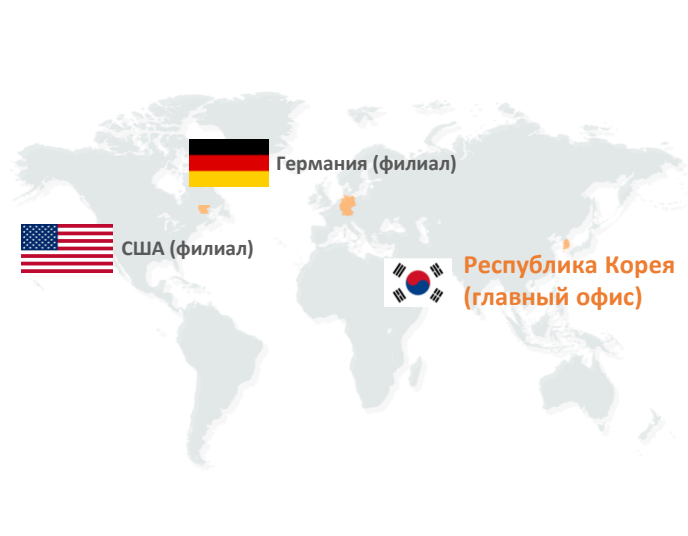 Германия (филиал)
США (филиал)
Республика Корея
(главный офис)